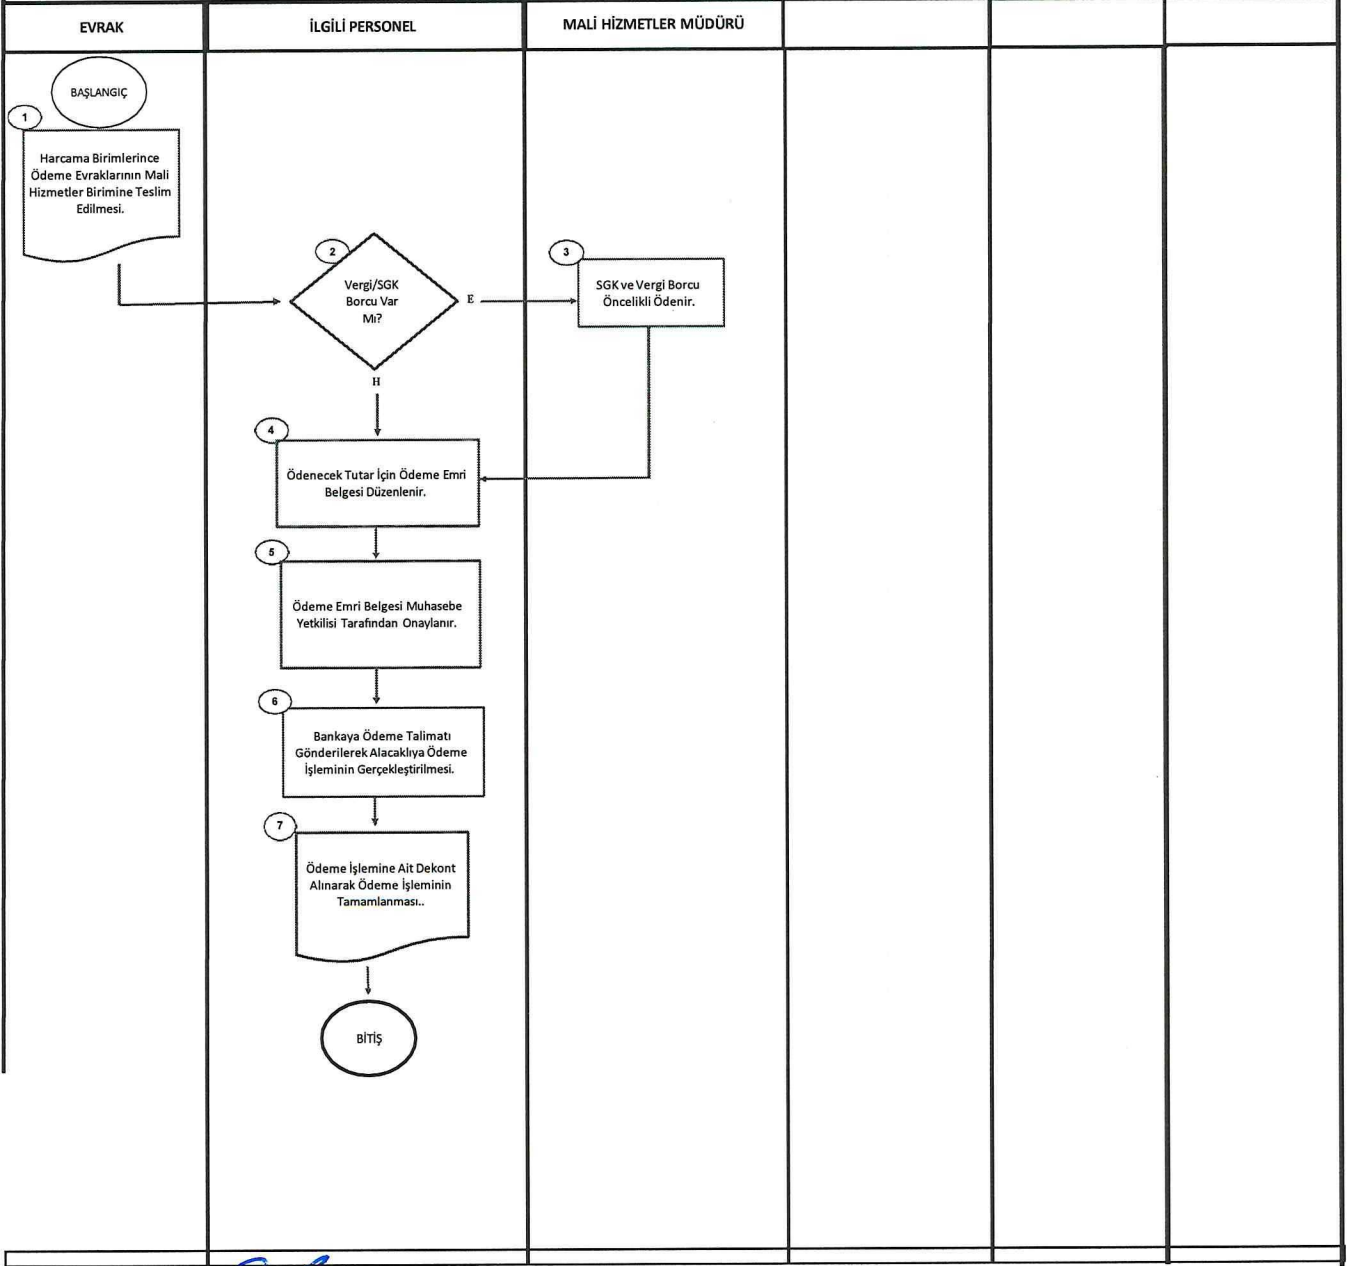 EVRAK
İLGİLİ PERSONEL
MALİ HİZMETLER MÜDÜRÜ
BAŞLANGIÇ
1
Harcama Birimlerince
Ödeme Evraklarının Mali
Hizmetler Birimine Teslim
Edilmesi.
2
Vergi/SGK
Borcu Var
Mı?
E
3
SGK ve Vergi Borcu
Öncelikli Ödenir.
H
4
Ödenecek Tutar İçin Ödeme Emri
Belgesi Düzenlenir.
5
Ödeme Emri Belgesi Muhasebe
Yetkilisi Tarafından Onaylanır.
6
Bankaya Ödeme Talimatı
Gönderilerek Alacaklıya Ödeme
İşleminin Gerçekleştirilmesi.
7
Ödeme İşlemine Ait Dekont
Alınarak Ödeme İşleminin
Tamamlanması..
BİTİŞ